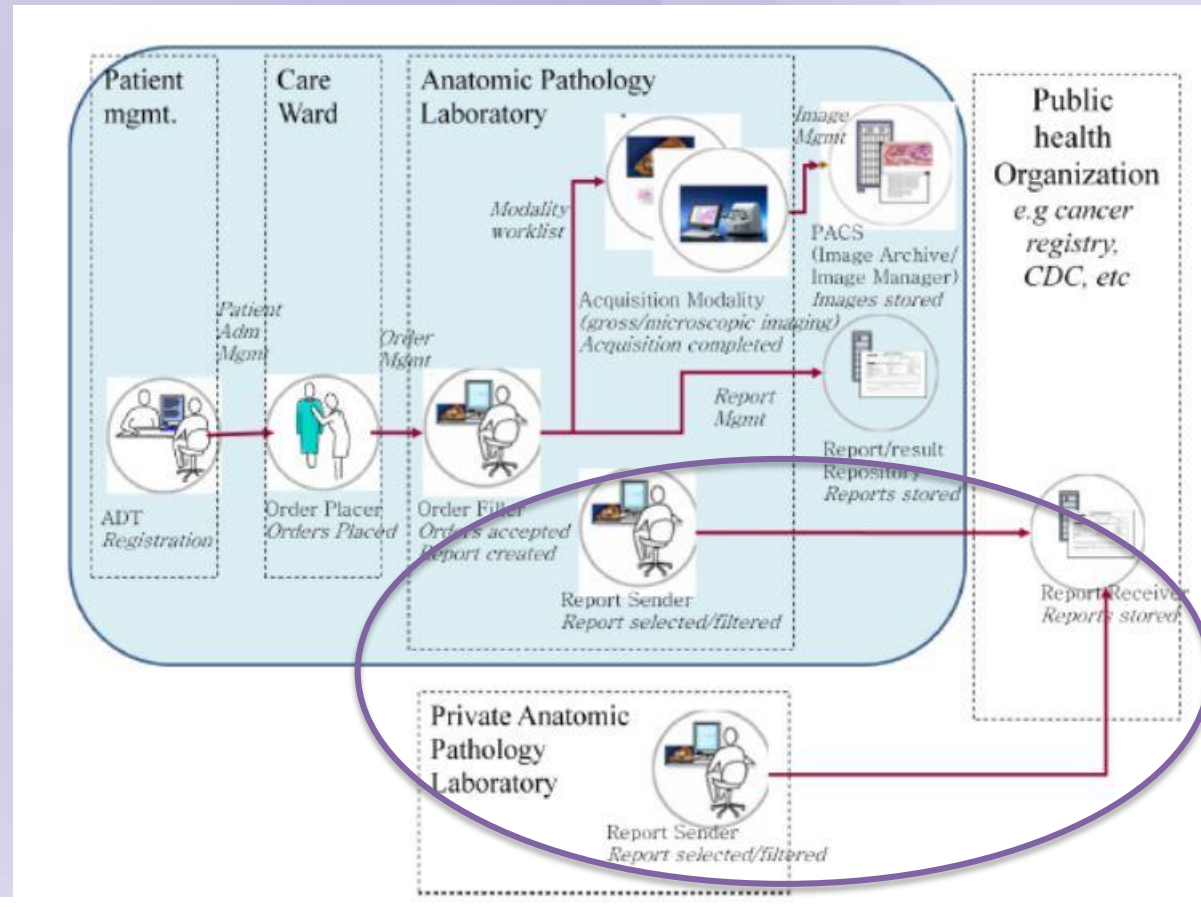 Patient
mgmt.
Care
Ward
Anatomic Pathology
Laboratory
Image
Mgmt
Public
health
Organization
e.g cancer
registry,
CDC, etc
Modality
worklist
PACS
(Image Archive/
Image Manager)
Images stored
Acquisition Modality
(gross/microscopic imaging)
Acquisition completed
Patient
Adm
Mgmt
Order
Mgmt
Report
Mgmt
Report/result
Repository
Reports stored
ADT
Registration
Order Placer
Orders Placed
Order Filler
Orders accepted
Report created
Report Sender
Report selected/filtered
Report Receiver
Reports stored
Private Anatomic
Pathology
Laboratory
Report Sender
Report selected/filtered